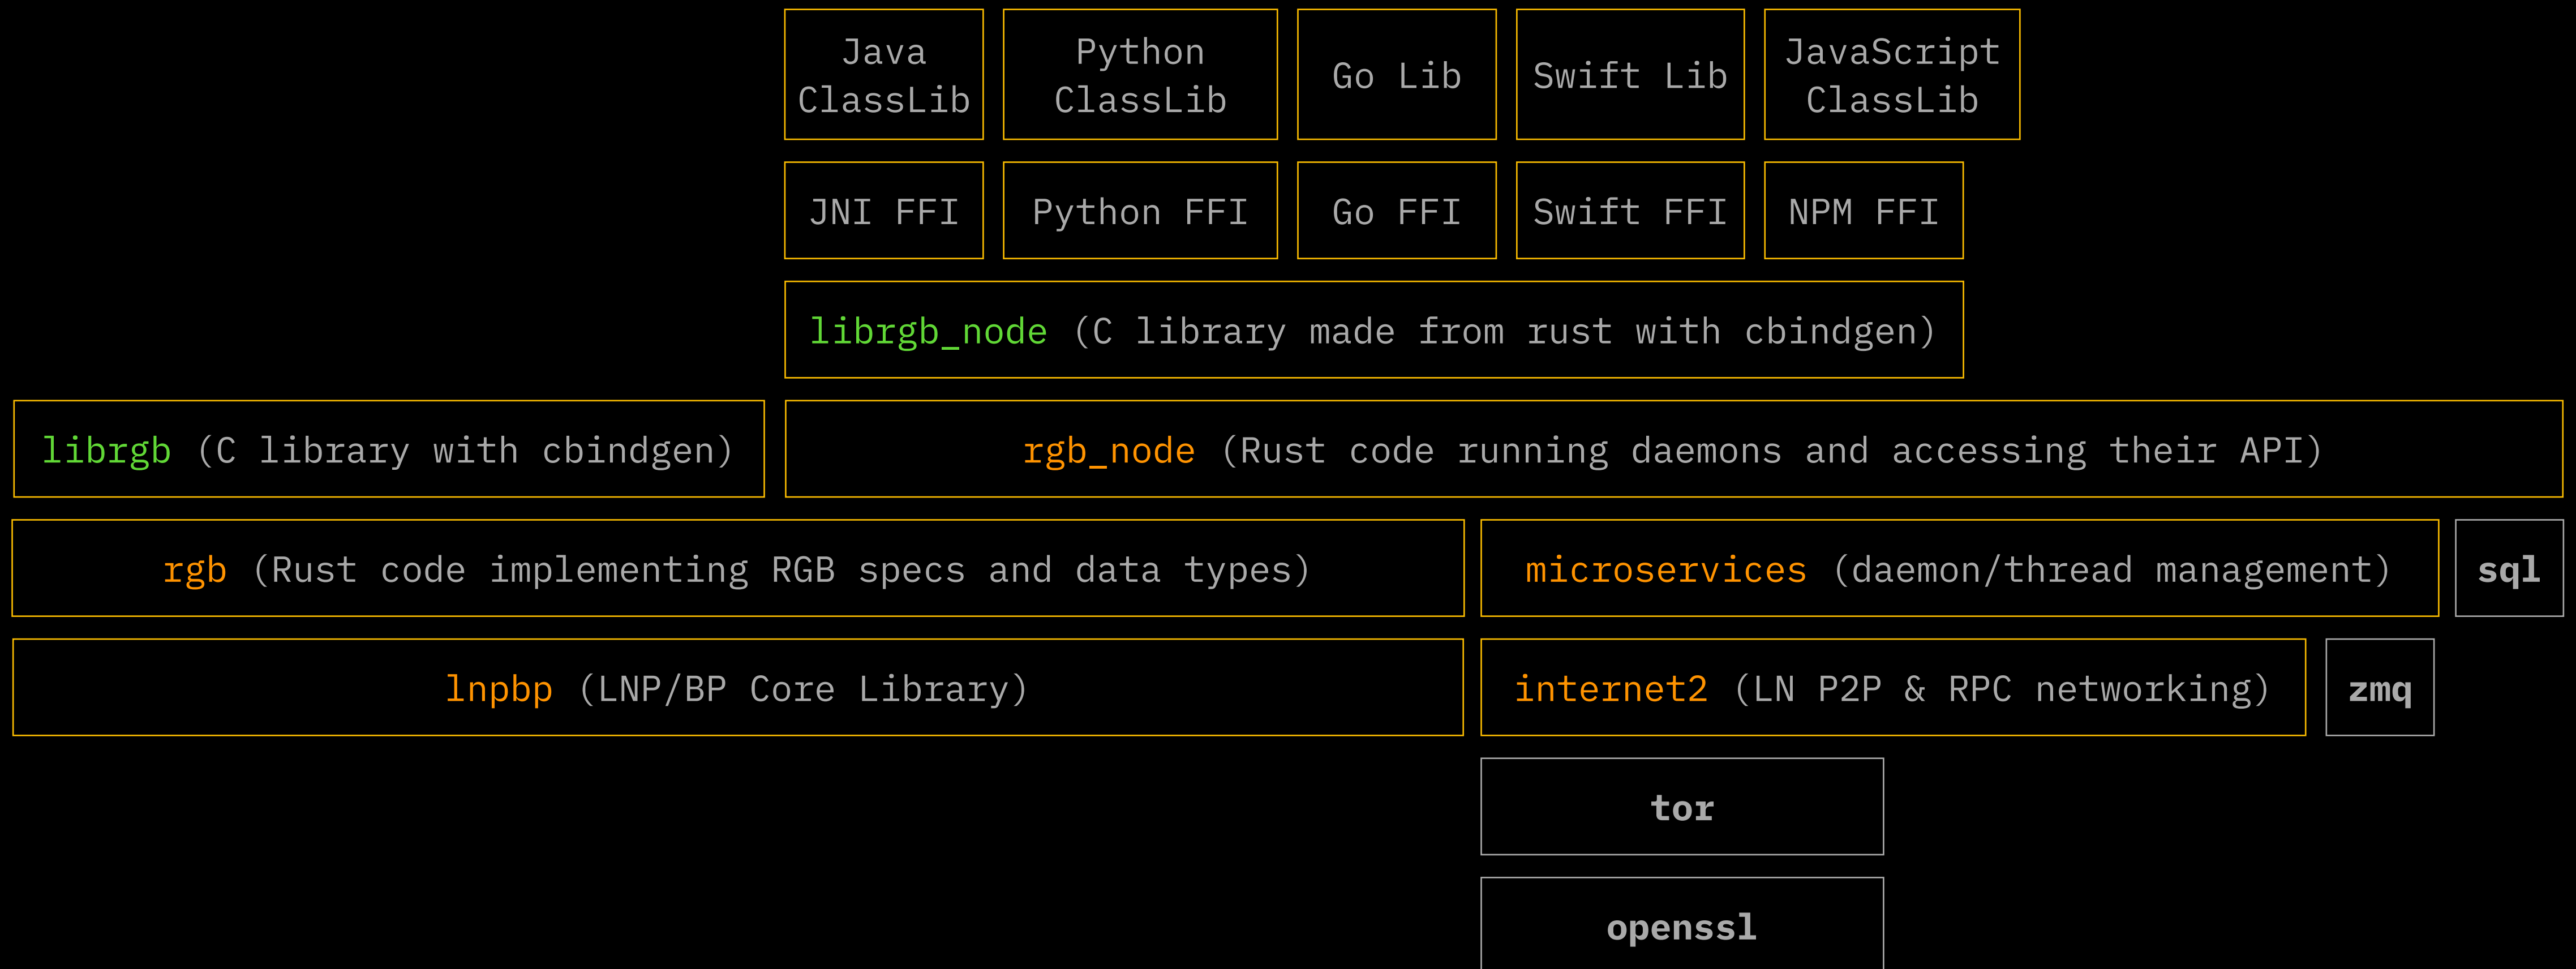 Java
ClassLib
Python
ClassLib
Go Lib
Swift Lib
JavaScript
ClassLib
JNI FFI
Python FFI
Go FFI
Swift FFI
NPM FFI
librgb_node (C library made from rust with cbindgen)
librgb (C library with cbindgen)
rgb_node (Rust code running daemons and accessing their API)
rgb (Rust code implementing RGB specs and data types)
microservices (daemon/thread management)
sql
lnpbp (LNP/BP Core Library)
internet2 (LN P2P & RPC networking)
zmq
tor
openssl